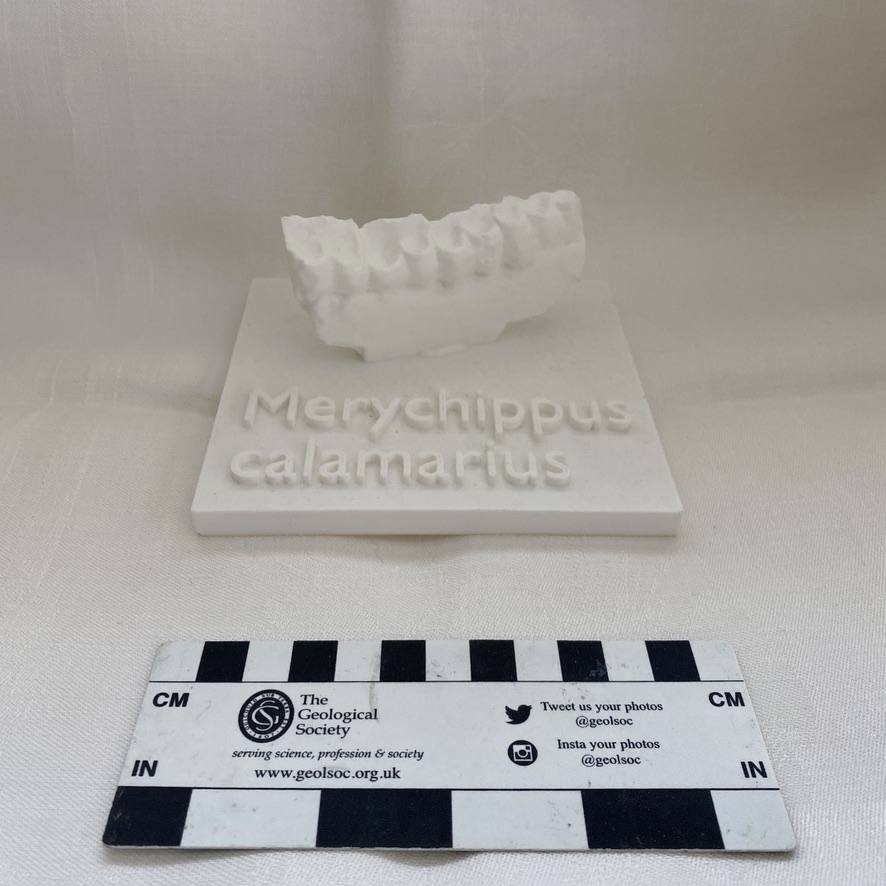 Merychippus
calamarius
CM
CM
The
Geological
Society
serving science, profession & society
www.geolsoc.org.uk
Tweet us your photos
@geolsoc
Insta your photos
@geolsoc
IN
IN